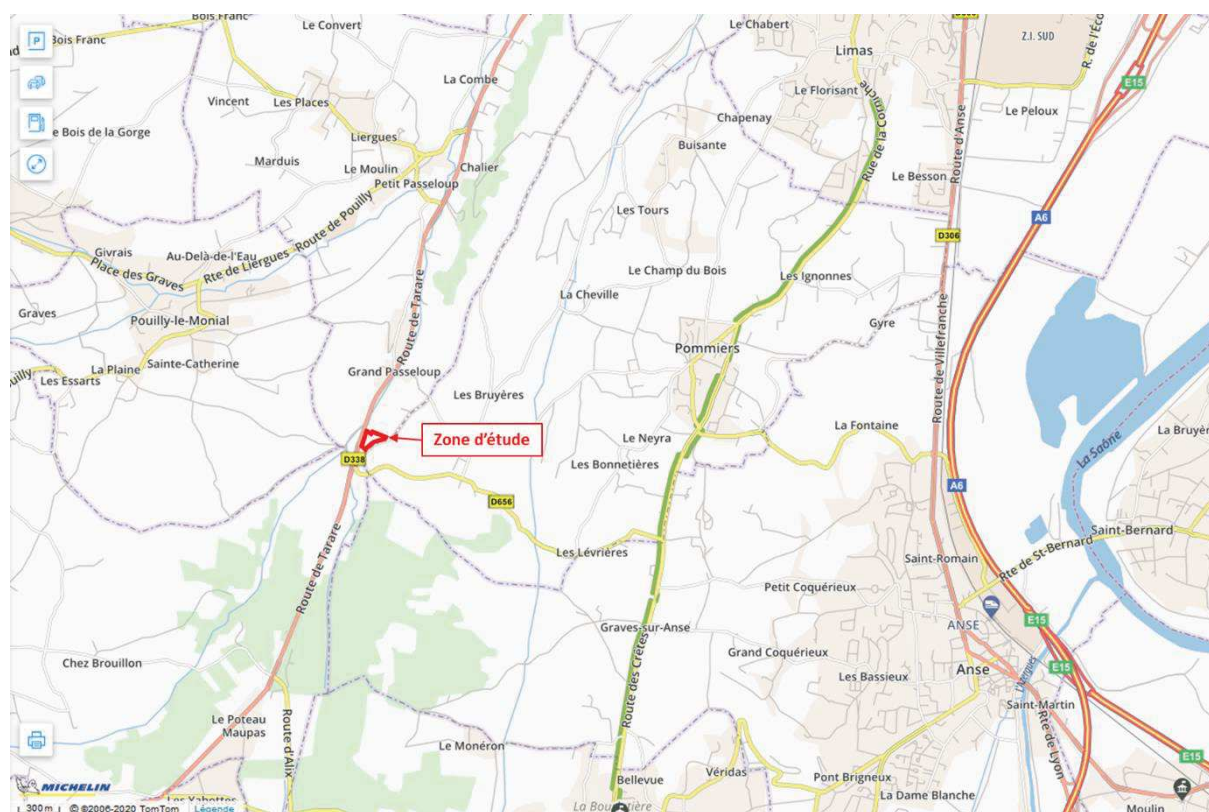 Bois Franc
Le Convert
Le Chabert
Z.I. SUD
Bois Franc
Limas
P
La Combe
E15
Vincent
Les Places
Le Florisant
Le Peloux
Bois de la Gorge
Liergues
Chapenay
Rue de la Corniche
Route d'Anse
Marduis
Le Moulin
Chalier
Buisante
Petit Passeloup
Le Besson
Les Tours
A6
Route de Pouilly
D306
Givrais
Au-Delà-de-l'Eau
Rte de Liergues
Place des Graves
Le Champ du Bois
Les Ignonnes
La Cheville
Graves
Pouilly-le-Monial
Route de Tarare
Gyre
Pommiers
Route de Villefranche
La Plaine
Sainte-Catherine
Grand Passeloup
Les Essarts
Les Bruyères
La Saône
Zone d'étude
Le Neyra
La Fontaine
D338
Les Bonnetières
A6
D656
Saint-Bernard
Les Lévrières
Saint-Romain
Rte de St-Bernard
Route de Tarare
Petit Coquérieux
ANSE
E15
Graves-sur-Anse
Grand Coquérieux
Chez Brouillon
Route des Crêtes
Les Bassieux
Anse
E15
Le Poteau
Maupas
Route d'Alix
Saint-Martin
Rte de Lyon
Le Monéron
Bellevue
Véridas
Pont Brigneux
E15
MICHELIN
La Dame Blanche
Moulin
300 m
© ©2006-2020 TomTom
Légende